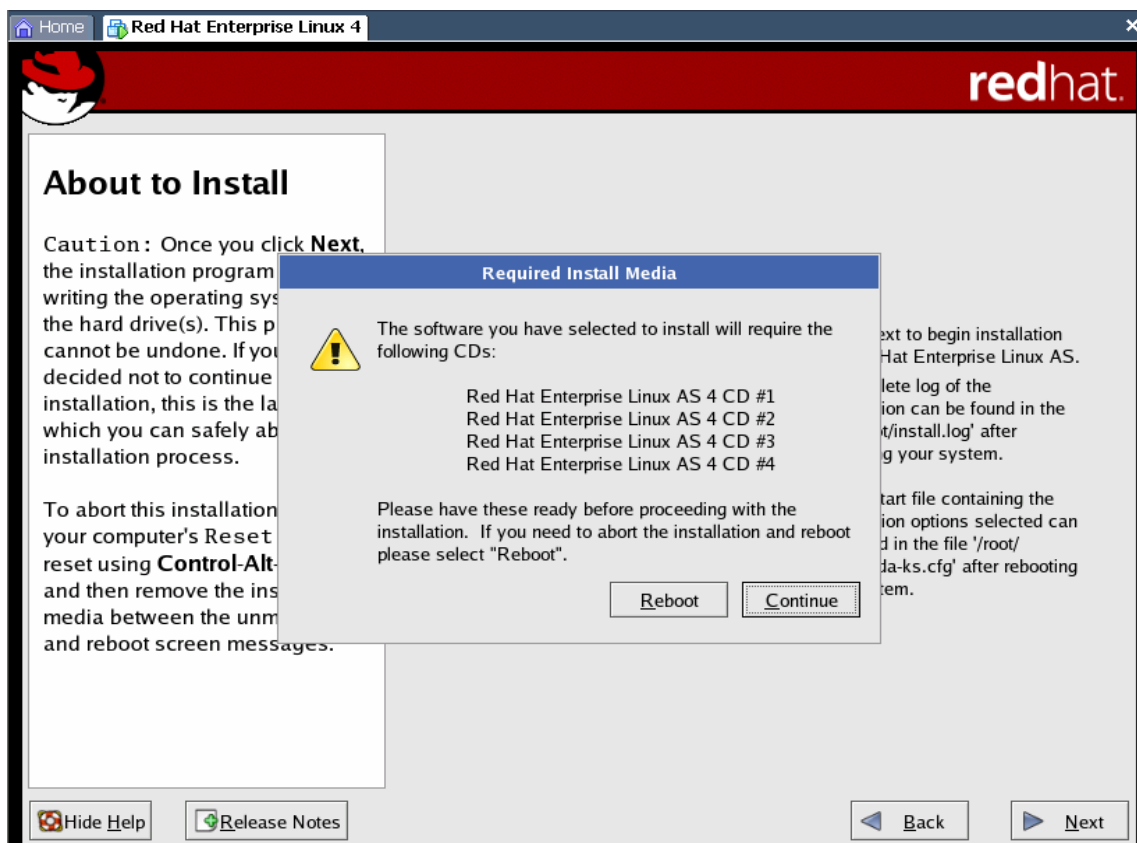 Home
Red Hat Enterprise Linux 4
redhat.
About to Install
Caution: Once you click Next,
the installation program
writing the operating sys
the hard drive(s). This p
cannot be undone. If you
decided not to continue
installation, this is the la
which you can safely ab
installation process.
To abort this installation
your computer's Reset
reset using Control-Alt-
and then remove the ins
media between the unm
and reboot screen messages.
Required Install Media
The software you have selected to install will require the
following CDs:
Red Hat Enterprise Linux AS 4 CD #1
Red Hat Enterprise Linux AS 4 CD #2
Red Hat Enterprise Linux AS 4 CD #3
Red Hat Enterprise Linux AS 4 CD #4
Please have these ready before proceeding with the
installation. If you need to abort the installation and reboot
please select "Reboot".
Reboot
Continue
ext to begin installation
Hat Enterprise Linux AS.
lete log of the
ion can be found in the
t/install.log' after
g your system.
tart file containing the
ion options selected can
d in the file '/root/
da-ks.cfg' after rebooting
tem.
Hide Help
Release Notes
Back
Next